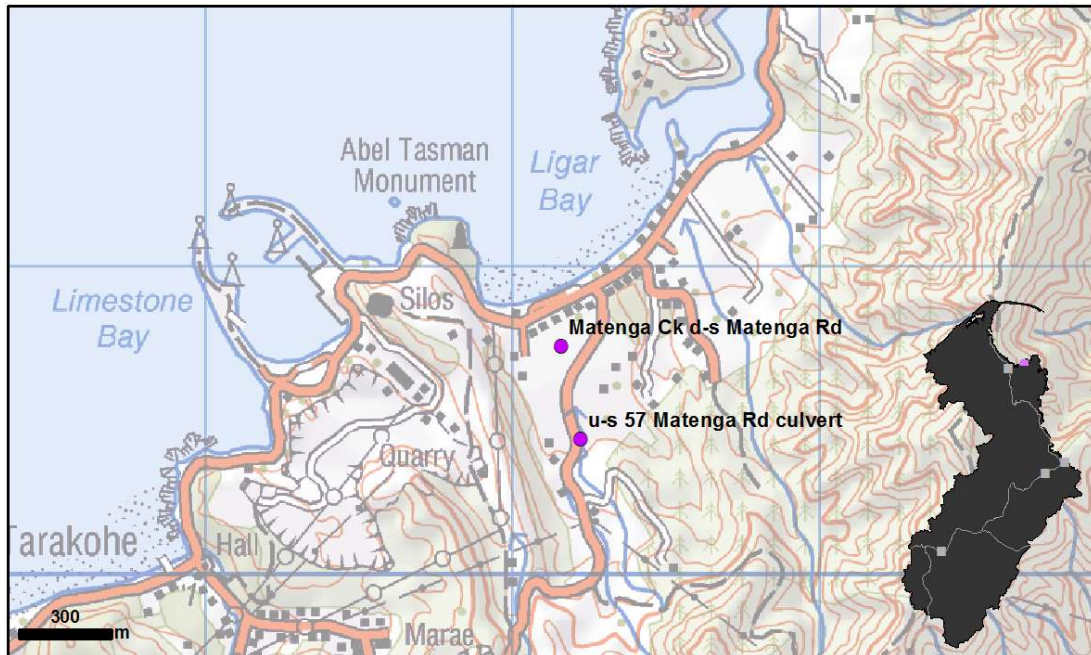 53
Abel Tasman
Monument
Ligar
Bay
Limestone
Bay
Silos
Matenga Ck d-s Matenga Rd
u-s 57 Matenga Rd culvert
Quarry
Tarakohe
Hall
Marae
300
m